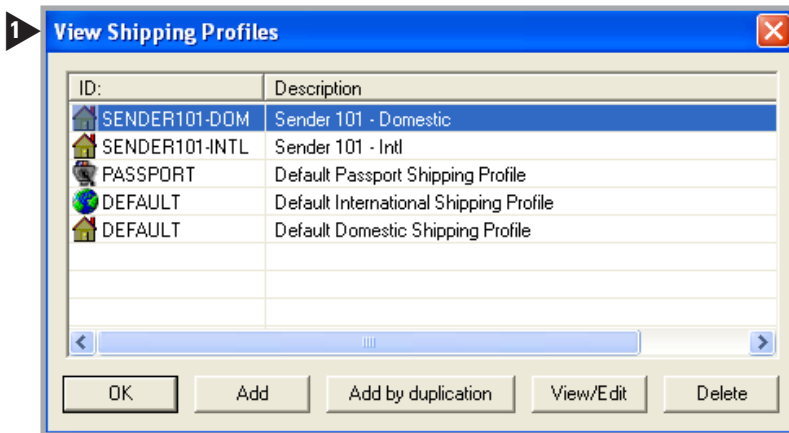 1
View Shipping Profiles
ID: Description
SENDER101-DOM Sender 101 - Domestic
SENDER101-INTL Sender 101 - Intl
PASSPORT Default Passport Shipping Profile
DEFAULT Default International Shipping Profile
DEFAULT Default Domestic Shipping Profile
OK Add Add by duplication View/Edit Delete